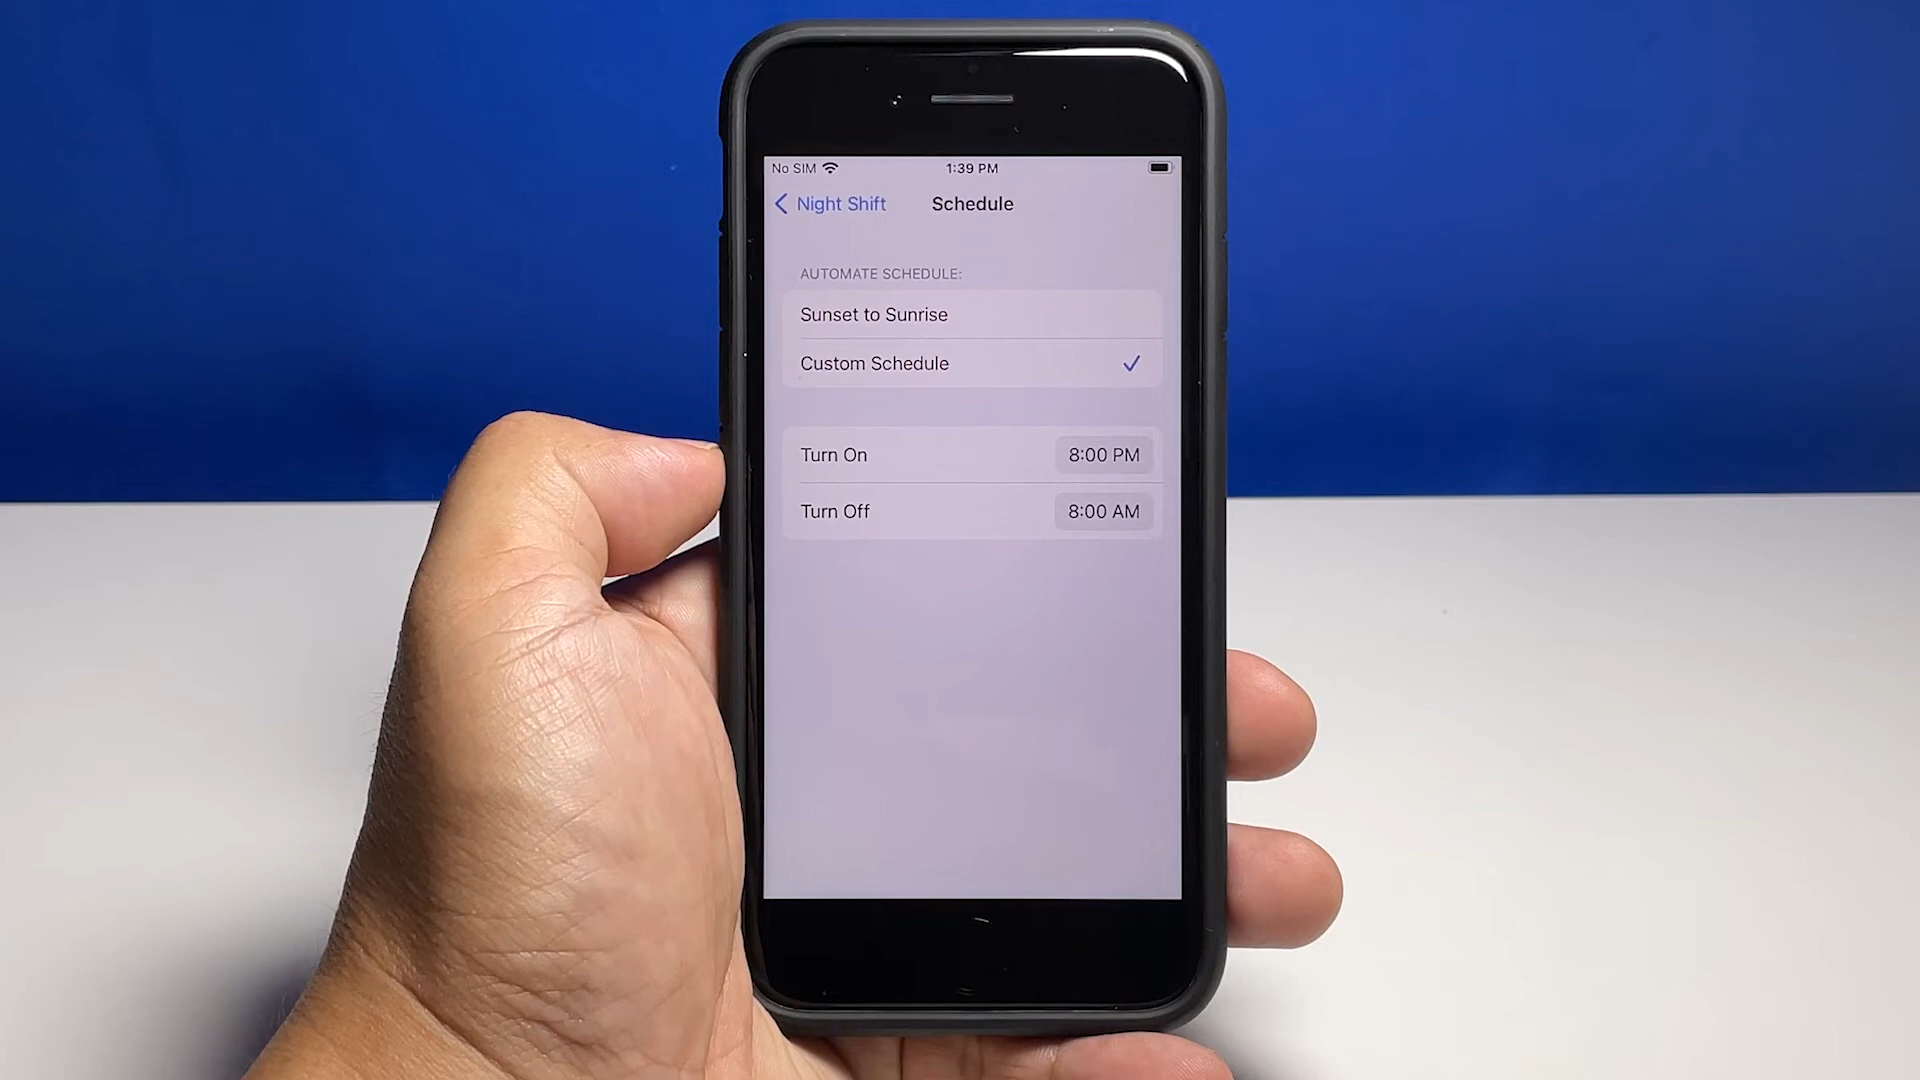 No SIM 1:39 PM
Night Shift Schedule
AUTOMATE SCHEDULE:
Sunset to Sunrise
Custom Schedule
Turn On 8:00 PM
Turn Off 8:00 AM